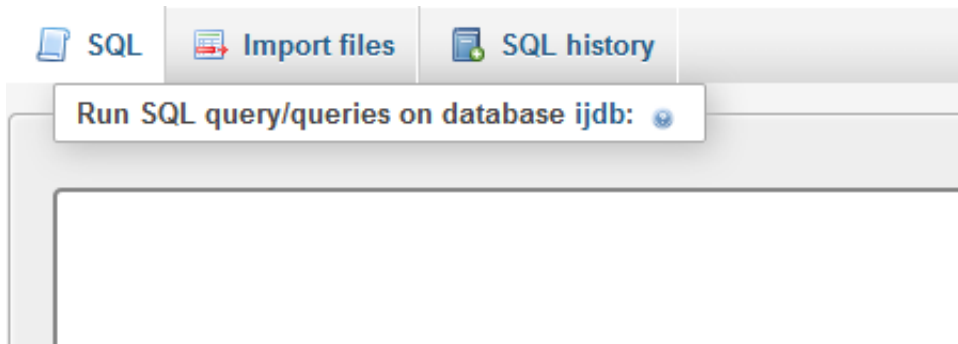 SQL Import files SQL history
Run SQL query/queries on database ijdb: